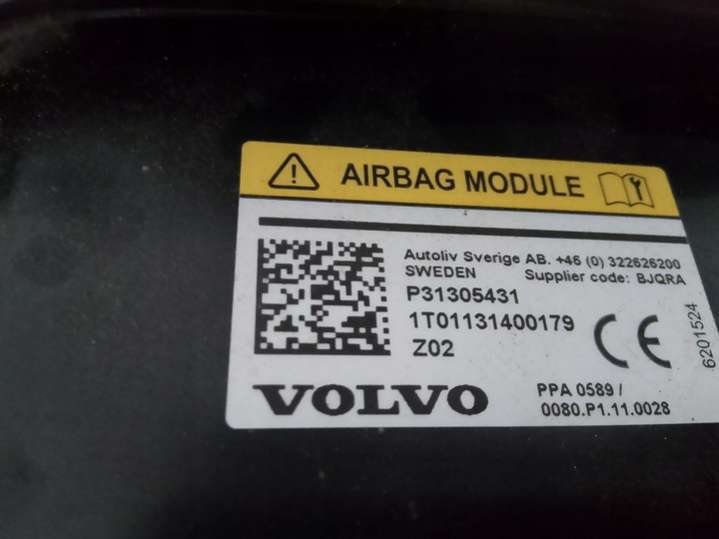 AIRBAG MODULE
Autoliv Sverige AB. +46 (0) 322626200
SWEDEN Supplier code: BJQRA
P31305431
1T01131400179
Z02
CE
6201524
VOLVO
PPA 0589 /
0080.P1.11.0028